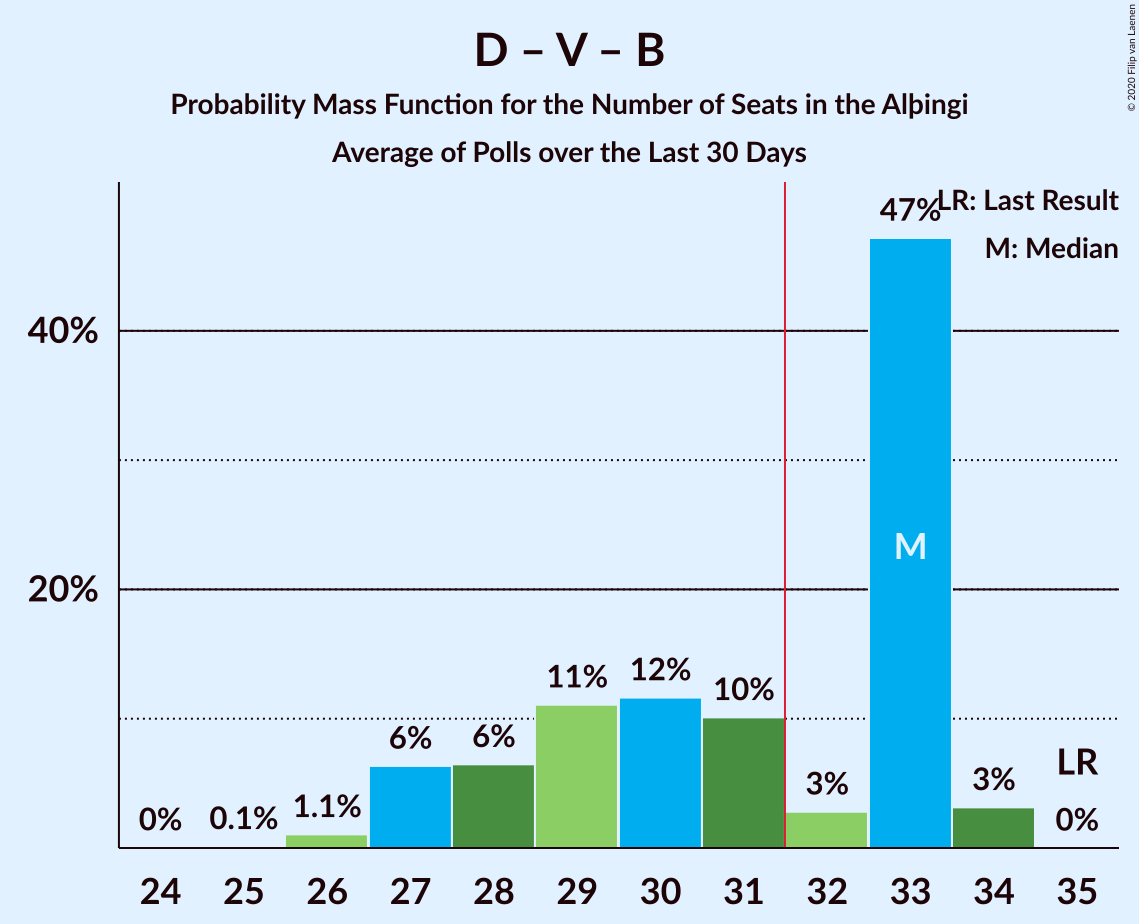 D – V – B
Probability Mass Function for the Number of Seats in the Alþingi
Average of Polls over the Last 30 Days
© 2020 Filip van Laenen
LR: Last Result
M: Median
40%
20%
0%
0.1%
1.1%
6%
6%
11%
12%
10%
3%
47%
M
3%
LR
0%
24 25 26 27 28 29 30 31 32 33 34 35